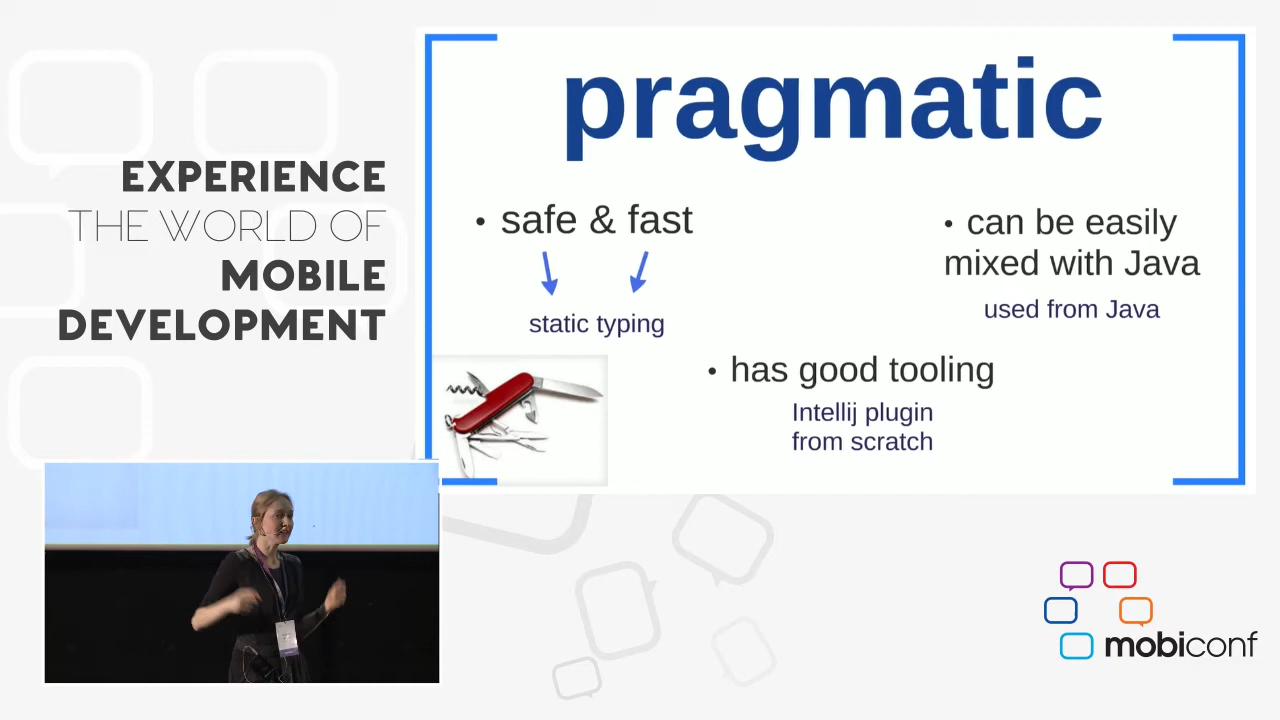 EXPERIENCE
THE WORLD OF
MOBILE
DEVELOPMENT
pragmatic
• safe & fast
static typing
• can be easily
mixed with Java
used from Java
• has good tooling
Intellij plugin
from scratch
mobiconf